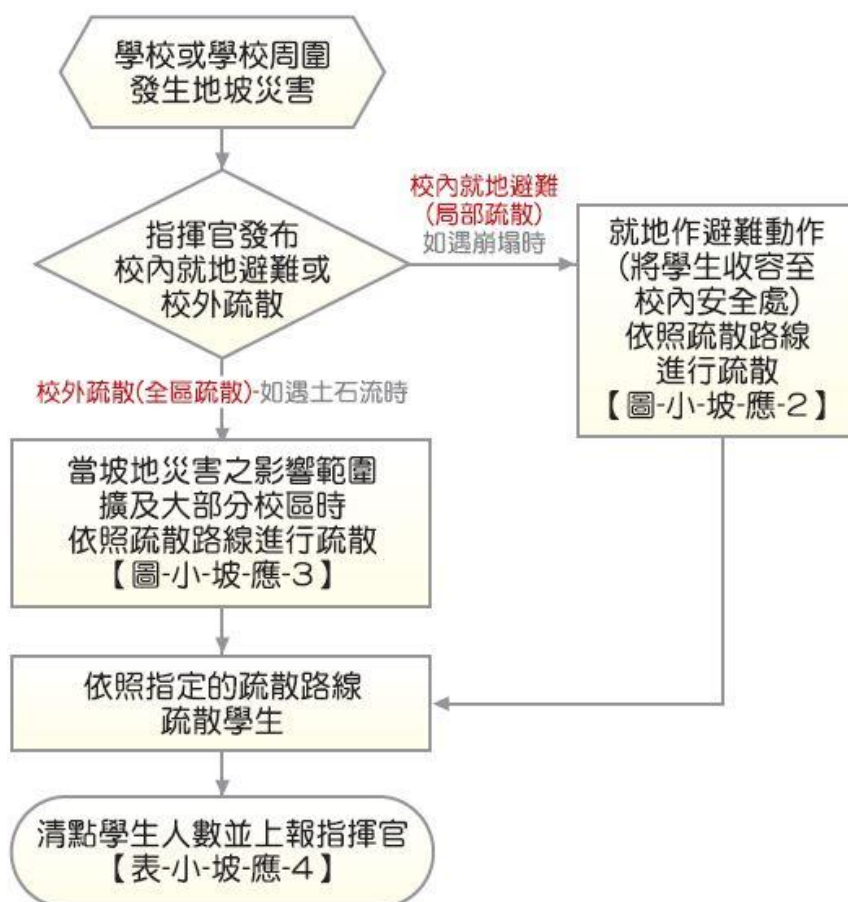 學校或學校周圍
發生地坡災害
指揮官發布
校內就地避難或
校外疏散
校內就地避難
(局部疏散)
如遇崩塌時
就地作避難動作
(將學生收容至
校內安全處)
依照疏散路線
進行疏散
【圖-小-坡-應-2】
校外疏散(全區疏散)-如遇土石流時
當坡地災害之影響範圍
擴及大部分校區時
依照疏散路線進行疏散
【圖-小-坡-應-3】
依照指定的疏散路線
疏散學生
清點學生人數並上報指揮官
【表-小-坡-應-4】